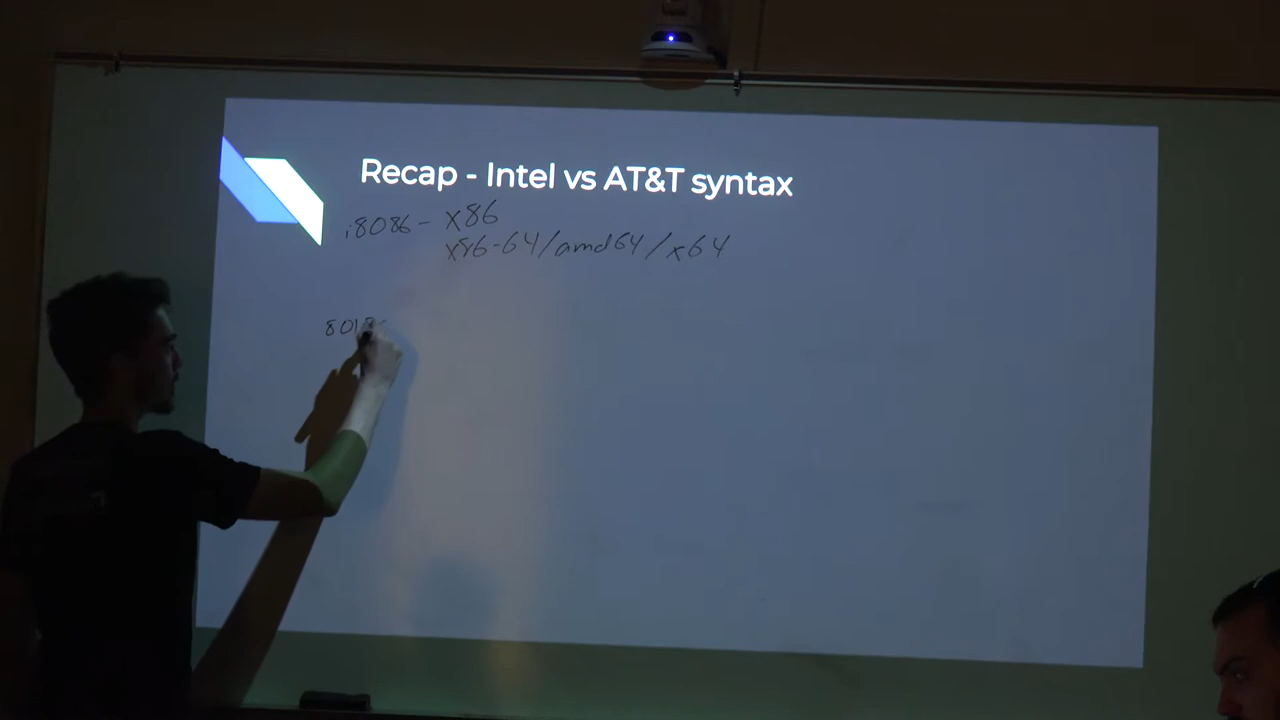 Recap - Intel vs AT&T syntax
i8086 - x86
x86-64/amd64/x64